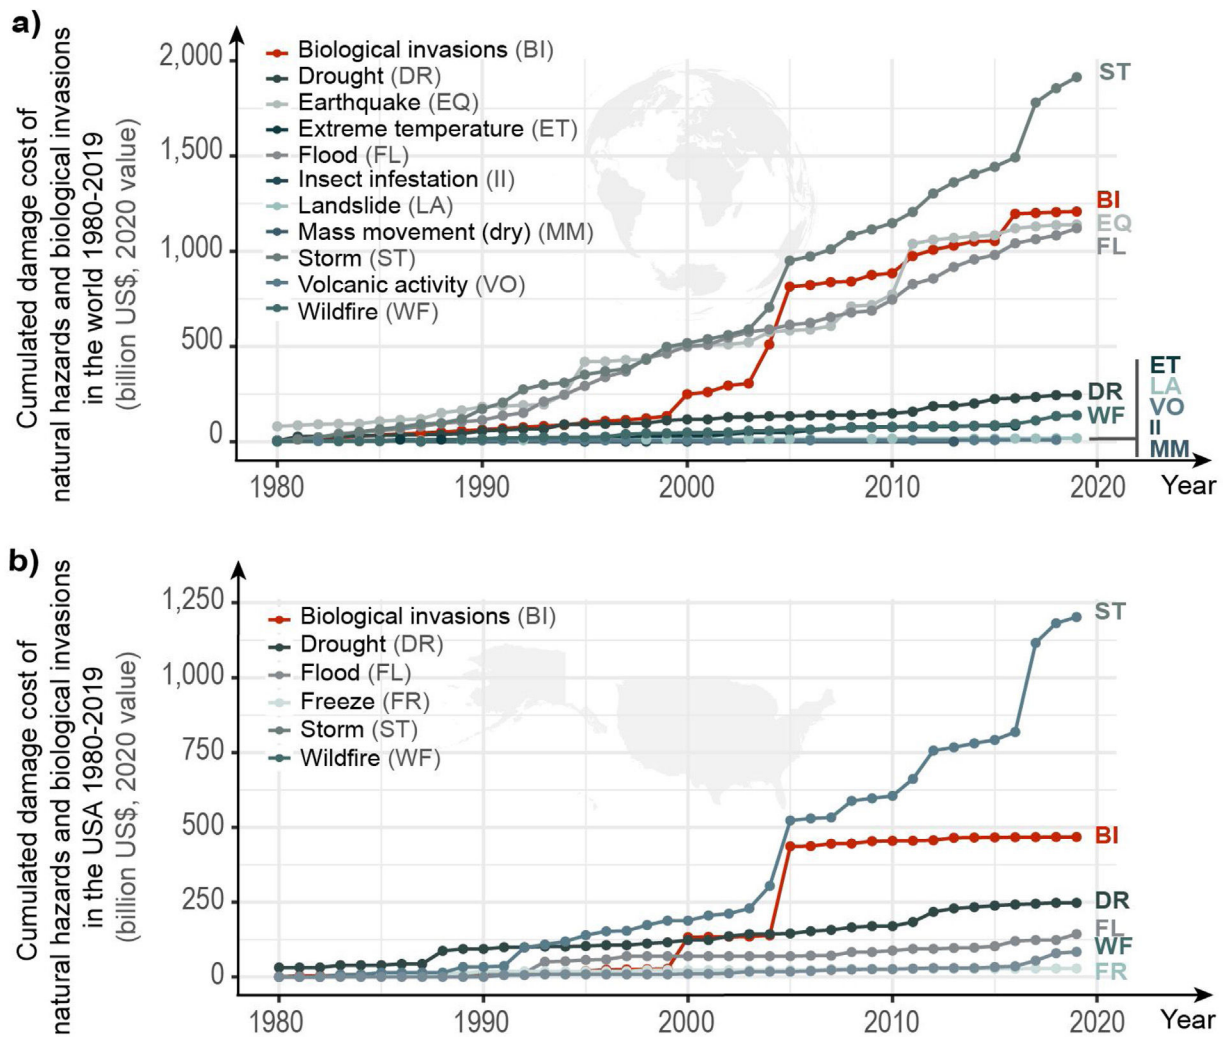 a)
Cumulated damage cost of
natural hazards and biological invasions
in the world 1980-2019
(billion US$, 2020 value)
2,000
1,500
1,000
500
0
Biological invasions (BI)
Drought (DR)
Earthquake (EQ)
Extreme temperature (ET)
Flood (FL)
Insect infestation (II)
Landslide (LA)
Mass movement (dry) (MM)
Storm (ST)
Volcanic activity (VO)
Wildfire (WF)
ST
BI
EQ
FL
DR
WF
ET
LA
VO
II
MM
1980
1990
2000
2010
2020
Year
b)
Cumulated damage cost of
natural hazards and biological invasions
in the USA 1980-2019
(billion US$, 2020 value)
1,250
1,000
750
500
250
0
Biological invasions (BI)
Drought (DR)
Flood (FL)
Freeze (FR)
Storm (ST)
Wildfire (WF)
ST
BI
DR
FL
WF
FR
1980
1990
2000
2010
2020
Year